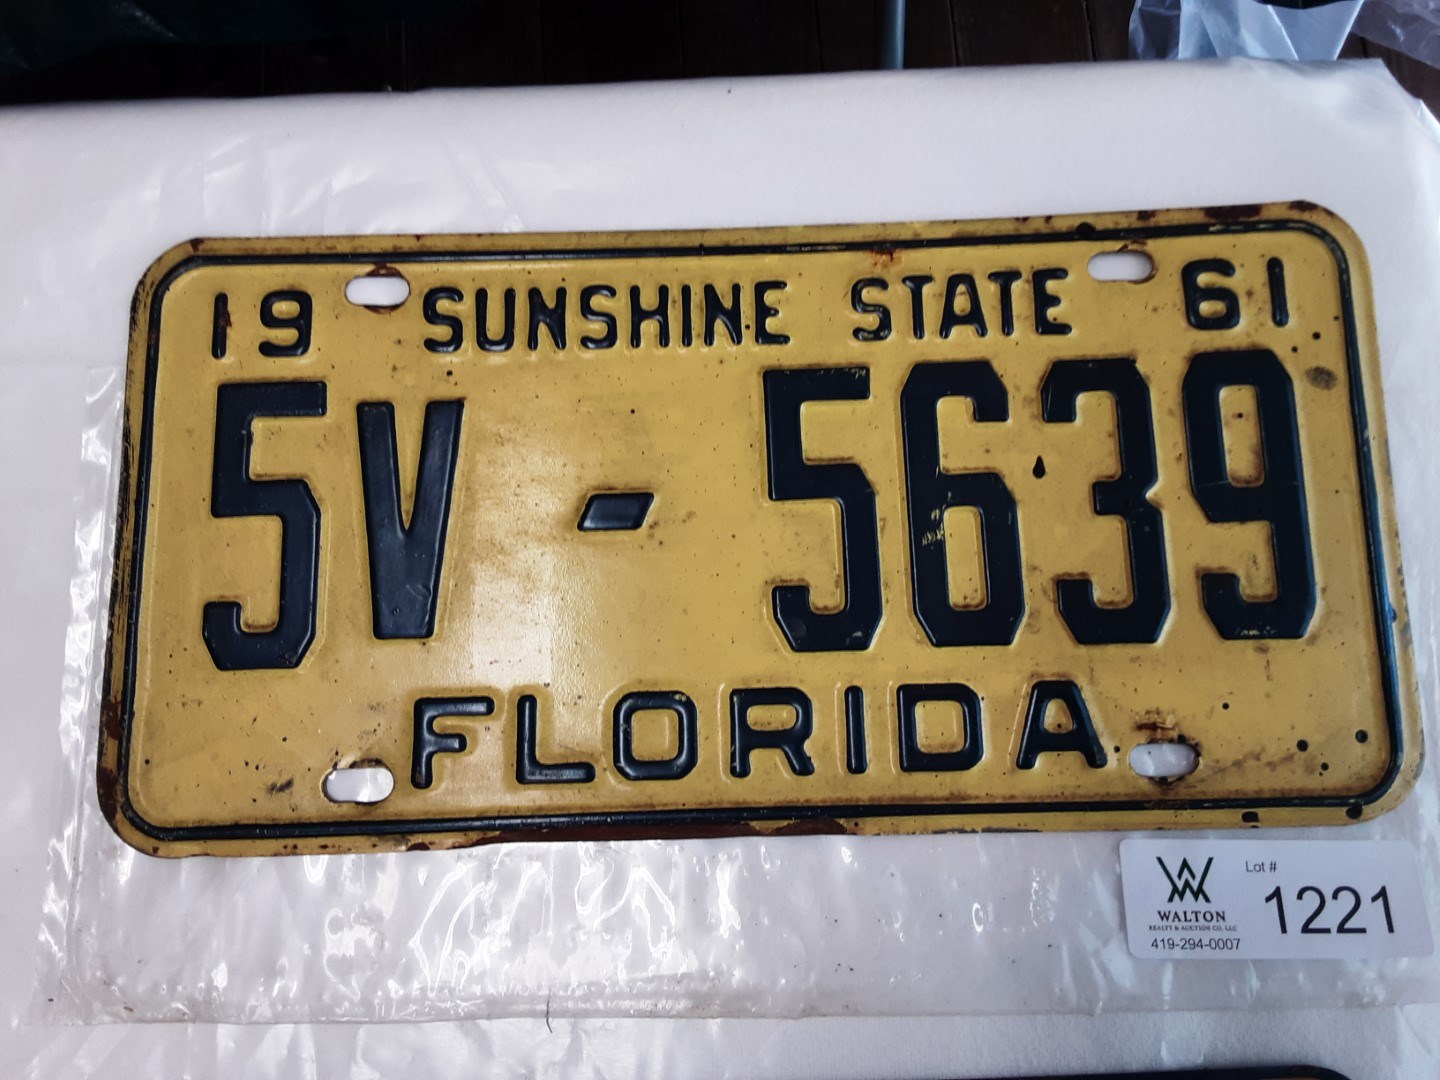 19 SUNSHINE STATE 61
5V - 5639
FLORIDA
Lot #
1221
WALTON
REALTY & AUCTION CO, LLC
419-294-0007